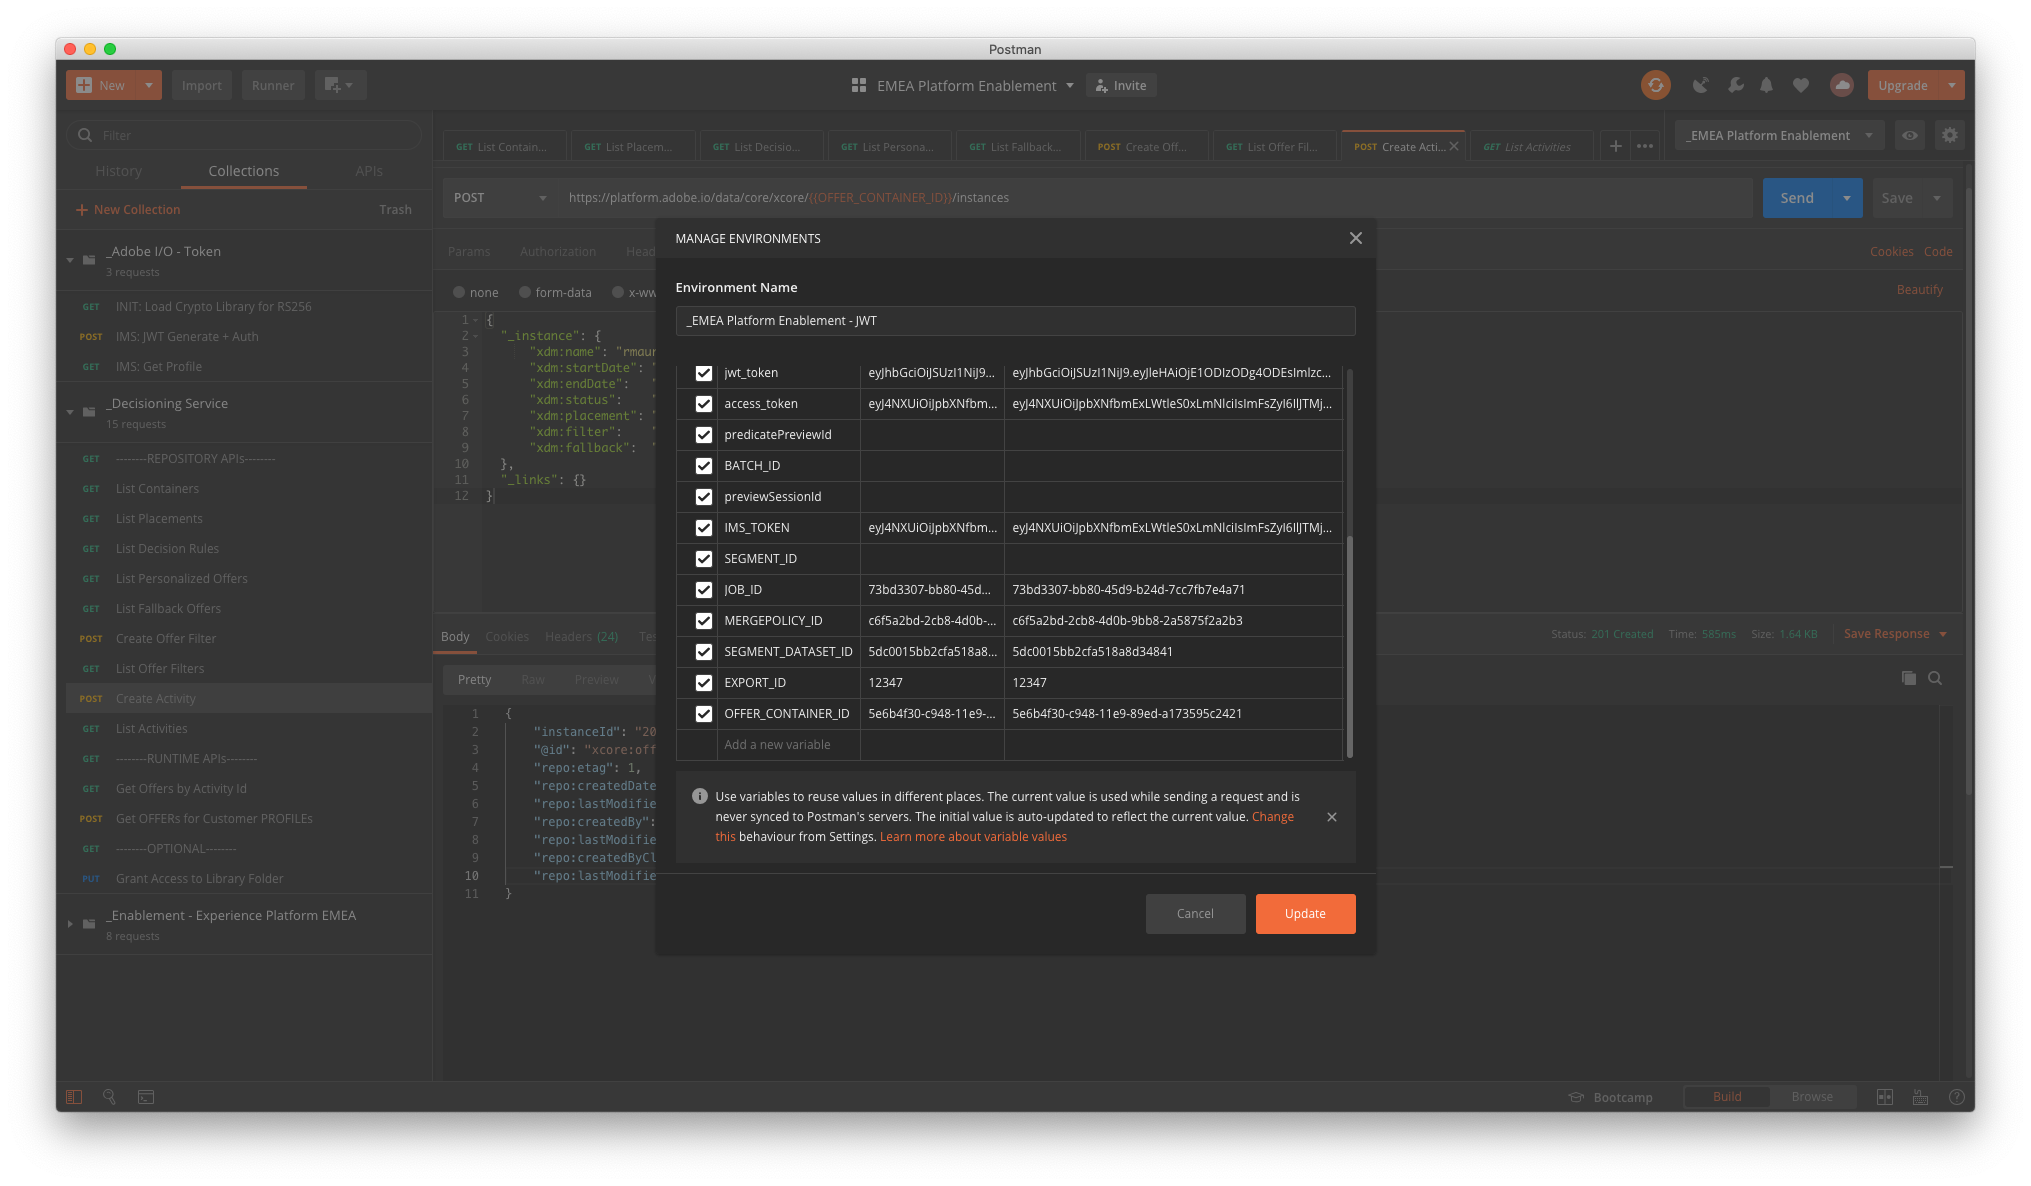 Postman
New
Import
Runner
EMEA Platform Enablement
Invite
Upgrade
Filter
History
Collections
APIs
New Collection
Trash
_Adobe I/O - Token
3 requests
GET INIT: Load Crypto Library for RS256
POST IMS: JWT Generate + Auth
GET IMS: Get Profile
_Decisioning Service
15 requests
GET --------REPOSITORY APIs--------
GET List Containers
GET List Placements
GET List Decision Rules
GET List Personalized Offers
GET List Fallback Offers
POST Create Offer Filter
GET List Offer Filters
POST Create Activity
GET List Activities
GET --------RUNTIME APIs--------
GET Get Offers by Activity Id
POST Get OFFERs for Customer PROFILEs
GET --------OPTIONAL--------
PUT Grant Access to Library Folder
_Enablement - Experience Platform EMEA
8 requests
GET List Contain...
GET List Placem...
GET List Decisio...
GET List Persona...
GET List Fallback...
POST Create Off...
GET List Offer Fil...
POST Create Acti...
GET List Activities
_EMEA Platform Enablement
POST
https://platform.adobe.io/data/core/xcore/{{OFFER_CONTAINER_ID}}/instances
Send
Save
Params
Authorization
Head
Cookies
Code
none
form-data
x-ww
Beautify
1 {
2 "_instance": {
3 "xdm:name": "rmaur
4 "xdm:startDate": "
5 "xdm:endDate": "
6 "xdm:status": "
7 "xdm:placement": "
8 "xdm:filter": "
9 "xdm:fallback": "
10 },
11 "_links": {}
12 }
Body
Cookies
Headers (24)
Tes
Status: 201 Created
Time: 585ms
Size: 1.64 KB
Save Response
Pretty
Raw
Preview
1 {
2 "instanceId": "20
3 "@id": "xcore:off
4 "repo:etag": 1,
5 "repo:createdDate
6 "repo:lastModifie
7 "repo:createdBy":
8 "repo:lastModifie
9 "repo:createdByCl
10 "repo:lastModifie
11 }
MANAGE ENVIRONMENTS
Environment Name
_EMEA Platform Enablement - JWT
jwt_token eyJhbGciOiJSUzI1NiJ9... eyJhbGciOiJSUzI1NiJ9.eyJleHAiOjE1ODIzODg4ODEsImlzc...
access_token eyJ4NXUiOiJpbXNfbm... eyJ4NXUiOiJpbXNfbmExLWtleS0xLmNlciIsImFsZyI6IlJTMj...
predicatePreviewId
BATCH_ID
previewSessionId
IMS_TOKEN eyJ4NXUiOiJpbXNfbm... eyJ4NXUiOiJpbXNfbmExLWtleS0xLmNlciIsImFsZyI6IlJTMj...
SEGMENT_ID
JOB_ID 73bd3307-bb80-45d... 73bd3307-bb80-45d9-b24d-7cc7fb7e4a71
MERGEPOLICY_ID c6f5a2bd-2cb8-4d0b-... c6f5a2bd-2cb8-4d0b-9bb8-2a5875f2a2b3
SEGMENT_DATASET_ID 5dc0015bb2cfa518a8... 5dc0015bb2cfa518a8d34841
EXPORT_ID 12347 12347
OFFER_CONTAINER_ID 5e6b4f30-c948-11e9-... 5e6b4f30-c948-11e9-89ed-a173595c2421
Add a new variable
Use variables to reuse values in different places. The current value is used while sending a request and is
never synced to Postman's servers. The initial value is auto-updated to reflect the current value. Change
this behaviour from Settings. Learn more about variable values
Cancel
Update
Bootcamp
Build
Browse